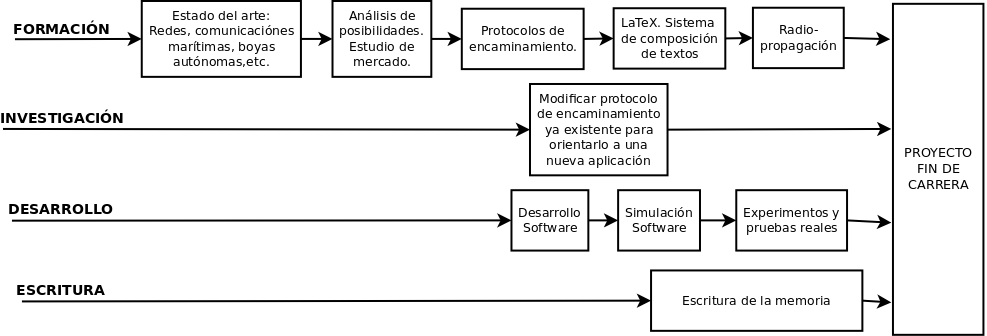 FORMACIÓN
Estado del arte:
Redes, comunicaciónes
marítimas, boyas
autónomas,etc.
Análisis de
posibilidades.
Estudio de
mercado.
Protocolos de
encaminamiento.
LaTeX. Sistema
de composición
de textos
Radio-
propagación
INVESTIGACIÓN
Modificar protocolo
de encaminamiento
ya existente para
orientarlo a una
nueva aplicación
DESARROLLO
Desarrollo
Software
Simulación
Software
Experimentos y
pruebas reales
ESCRITURA
Escritura de la memoria
PROYECTO
FIN DE
CARRERA